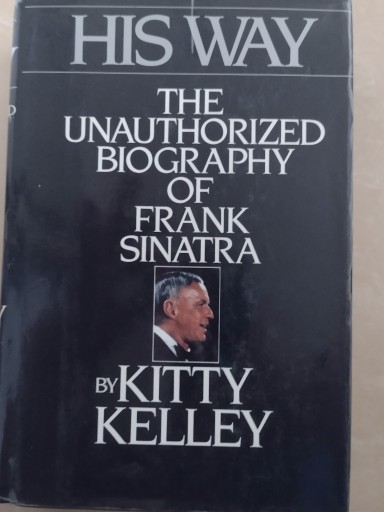 HIS WAY
THE
UNAUTHORIZED
BIOGRAPHY
OF
FRANK
SINATRA
BY KITTY
KELLEY